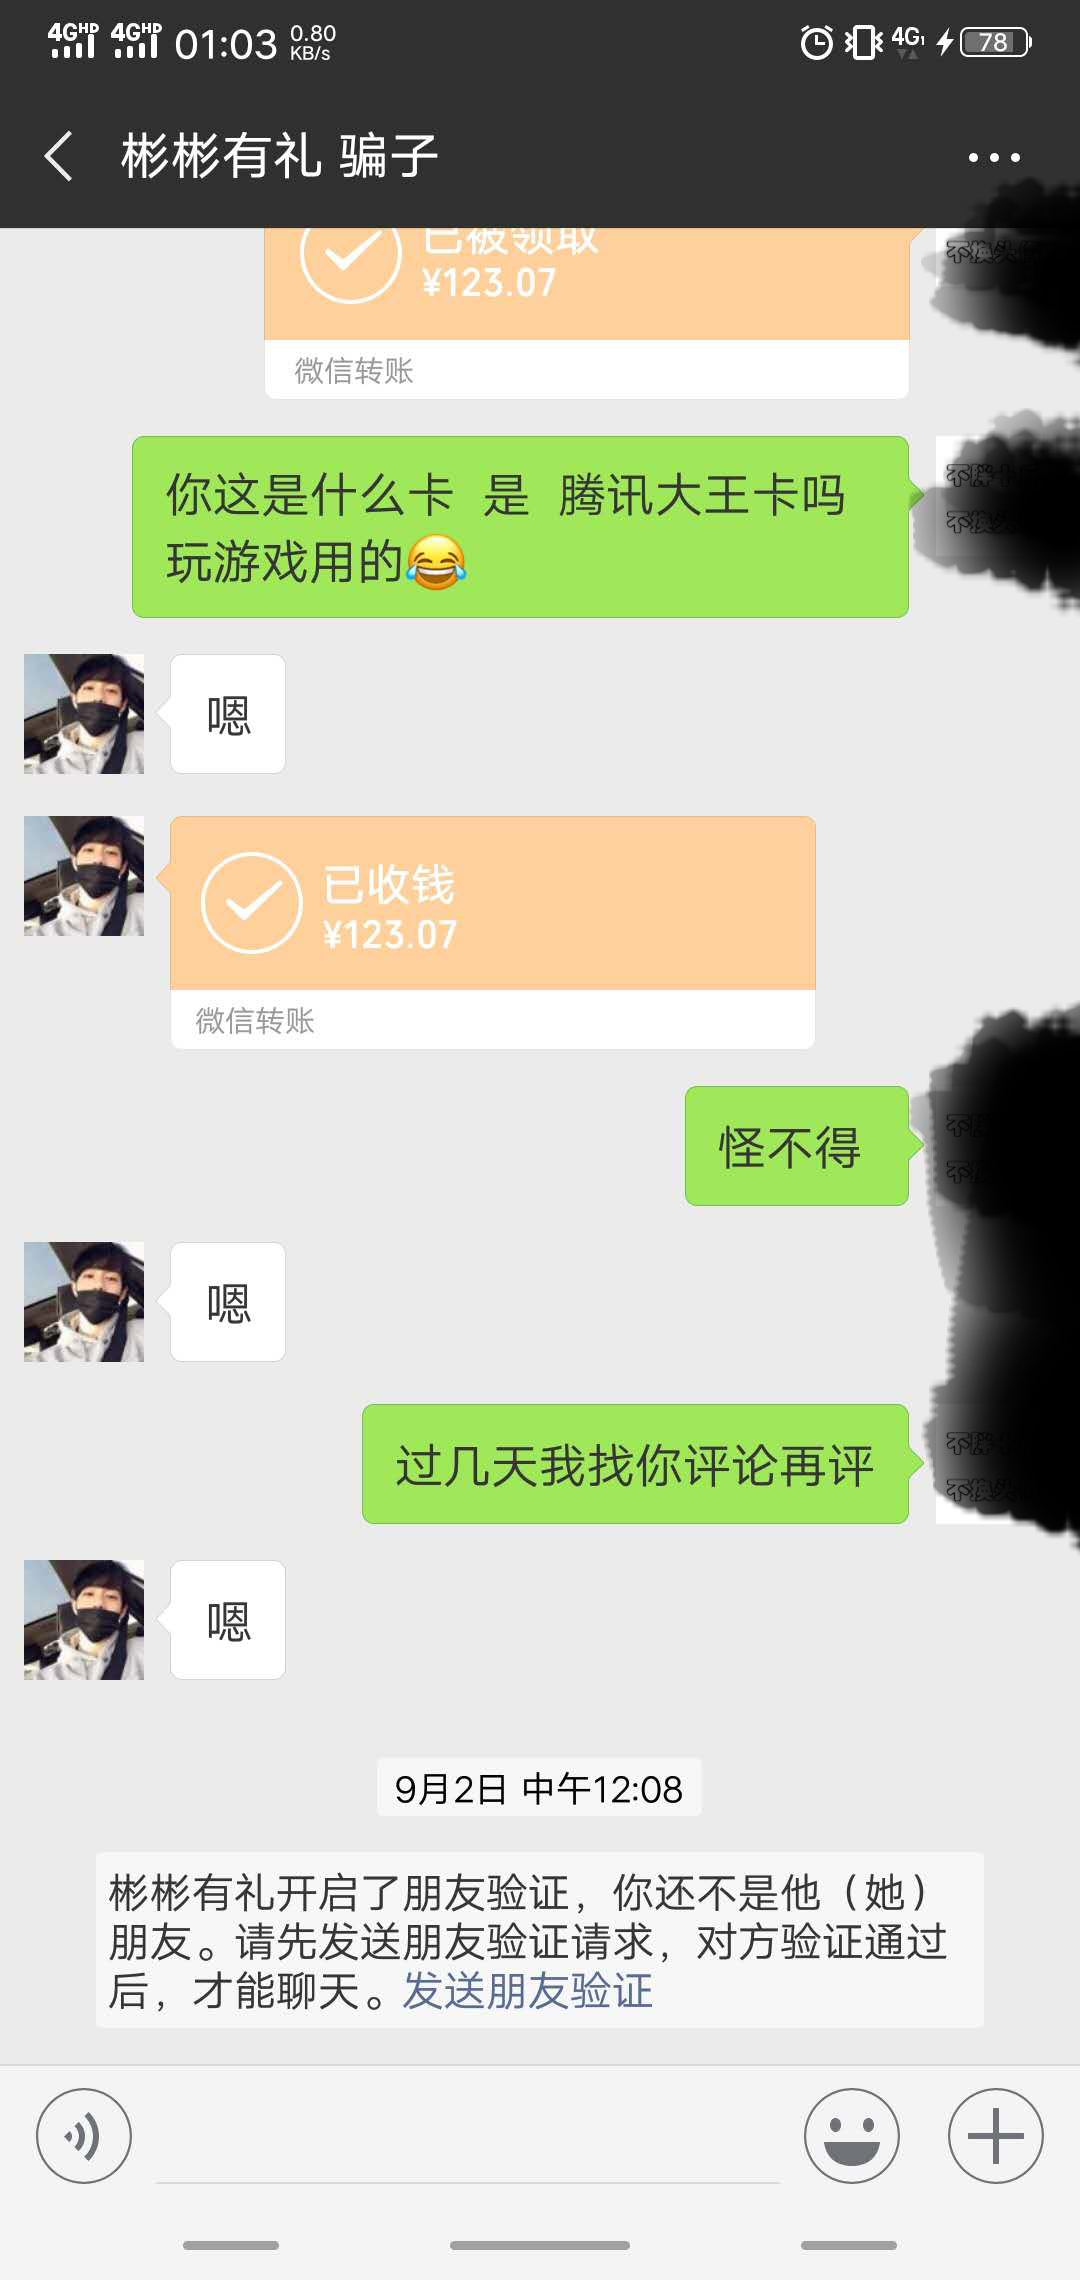 4GHD 4GHD 01:03 0.80 KB/s 4G 78
彬彬有礼 骗子
已被领取
¥123.07
微信转账
你这是什么卡 是 腾讯大王卡吗
玩游戏用的😂
嗯
已收钱
¥123.07
微信转账
怪不得
嗯
过几天我找你评论再评
嗯
9月2日 中午12:08
彬彬有礼开启了朋友验证，你还不是他（她）
朋友。请先发送朋友验证请求，对方验证通过
后，才能聊天。发送朋友验证